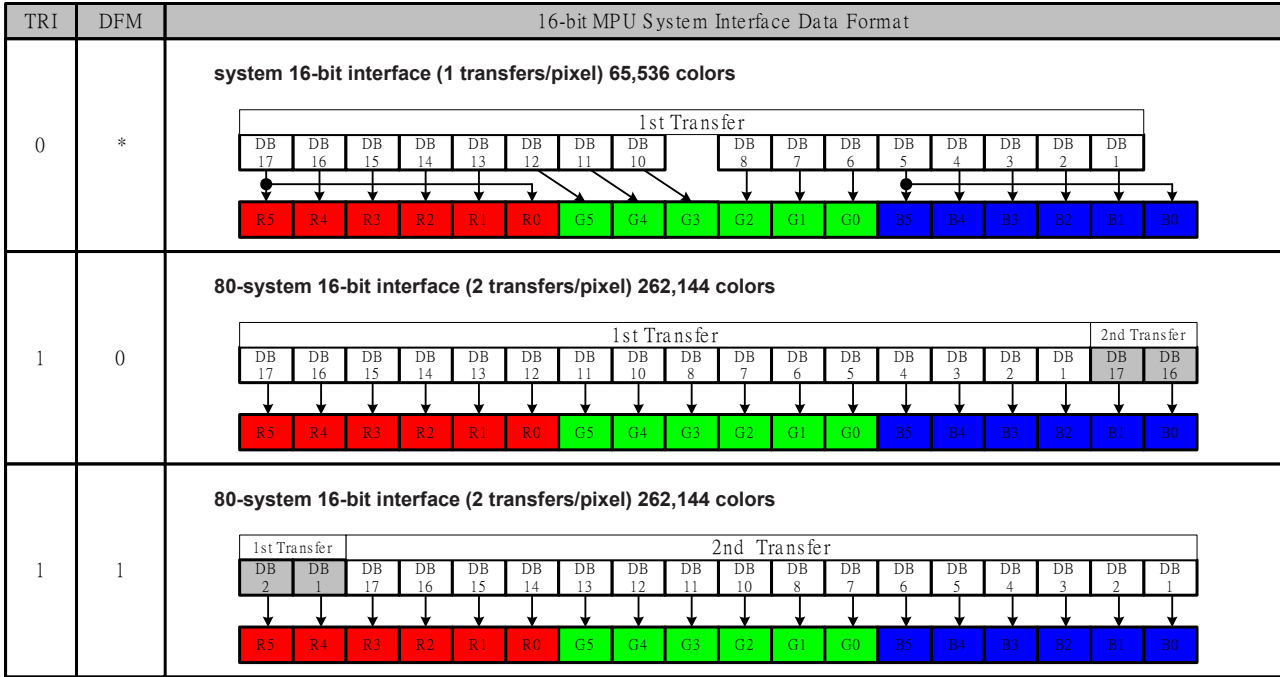 TRI DFM 16-bit MPU System Interface Data Format
system 16-bit interface (1 transfers/pixel) 65,536 colors
0 *
1st Transfer
DB 17 DB 16 DB 15 DB 14 DB 13 DB 12 DB 11 DB 10 DB 8 DB 7 DB 6 DB 5 DB 4 DB 3 DB 2 DB 1
R5 R4 R3 R2 R1 R0 G5 G4 G3 G2 G1 G0 B5 B4 B3 B2 B1 B0
80-system 16-bit interface (2 transfers/pixel) 262,144 colors
1 0
1st Transfer 2nd Transfer
DB 17 DB 16 DB 15 DB 14 DB 13 DB 12 DB 11 DB 10 DB 8 DB 7 DB 6 DB 5 DB 4 DB 3 DB 2 DB 1 DB 17 DB 16
R5 R4 R3 R2 R1 R0 G5 G4 G3 G2 G1 G0 B5 B4 B3 B2 B1 B0
80-system 16-bit interface (2 transfers/pixel) 262,144 colors
1 1
1st Transfer 2nd Transfer
DB 2 DB 1 DB 17 DB 16 DB 15 DB 14 DB 13 DB 12 DB 11 DB 10 DB 8 DB 7 DB 6 DB 5 DB 4 DB 3 DB 2 DB 1
R5 R4 R3 R2 R1 R0 G5 G4 G3 G2 G1 G0 B5 B4 B3 B2 B1 B0